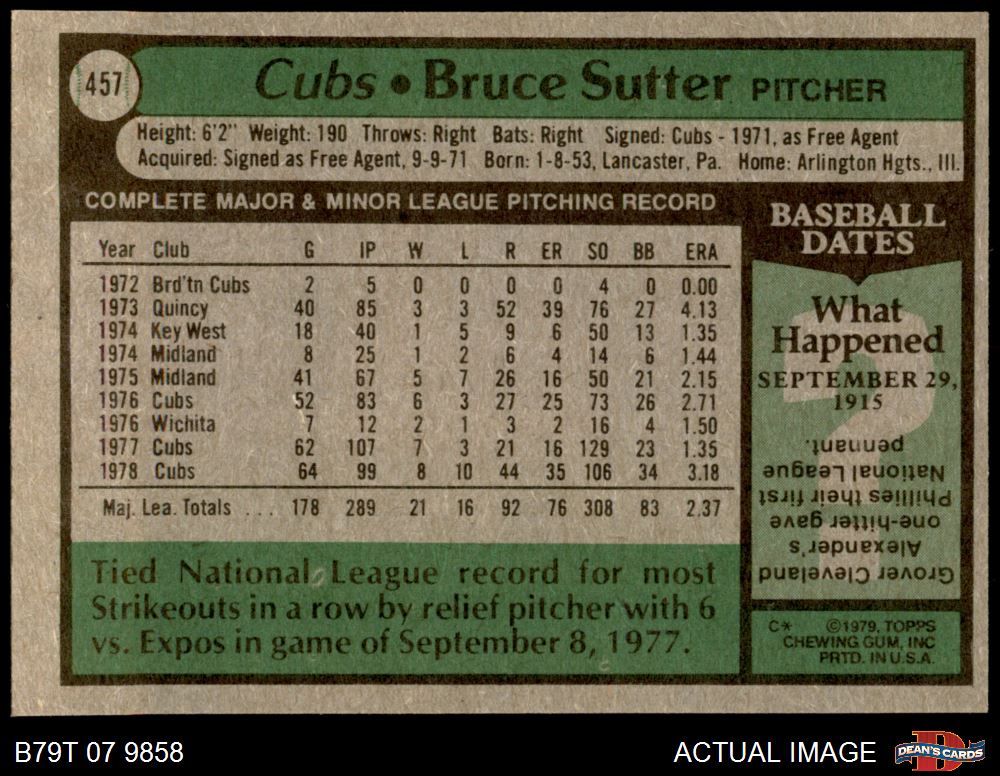 457
Cubs • Bruce Sutter PITCHER
Height: 6'2" Weight: 190 Throws: Right Bats: Right Signed: Cubs - 1971, as Free Agent
Acquired: Signed as Free Agent, 9-9-71 Born: 1-8-53, Lancaster, Pa. Home: Arlington Hgts., Ill.
COMPLETE MAJOR & MINOR LEAGUE PITCHING RECORD
Year Club G IP W L R ER SO BB ERA
1972 Brd'tn Cubs 2 5 0 0 0 0 4 0 0.00
1973 Quincy 40 85 3 3 52 39 76 27 4.13
1974 Key West 18 40 1 5 9 6 50 13 1.35
1974 Midland 8 25 1 2 6 4 14 6 1.44
1975 Midland 41 67 5 7 26 16 50 21 2.15
1976 Cubs 52 83 6 3 27 25 73 26 2.71
1976 Wichita 7 12 2 1 3 2 16 4 1.50
1977 Cubs 62 107 7 3 21 16 129 23 1.35
1978 Cubs 64 99 8 10 44 35 106 34 3.18
Maj. Lea. Totals ... 178 289 21 16 92 76 308 83 2.37
Tied National League record for most
Strikeouts in a row by relief pitcher with 6
vs. Expos in game of September 8, 1977.
BASEBALL
DATES
What
Happened
SEPTEMBER 29,
1915
?
Grover Cleveland
Alexander's
one-hitter gave
Phillies their first
National League
pennant.
C* ©1979, TOPPS
CHEWING GUM, INC
PRTD. IN U.S.A.
B79T 07 9858
ACTUAL IMAGE
DEAN'S CARDS